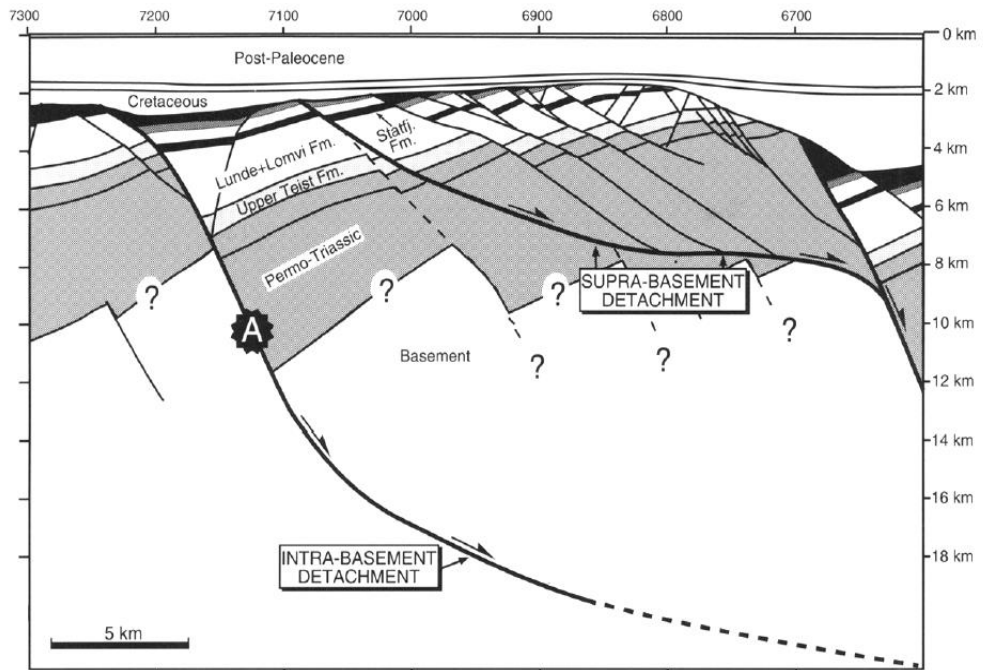 7300 7200 7100 7000 6900 6800 6700
0 km
Post-Paleocene
2 km
Cretaceous
Statfj.
Fm.
4 km
Lunde+Lomvi Fm.
Upper Teist Fm.
6 km
Permo-Triassic
8 km
SUPRA-BASEMENT
DETACHMENT
? ? ? ?
A
10 km
Basement
? ?
12 km
14 km
16 km
INTRA-BASEMENT
DETACHMENT
18 km
5 km